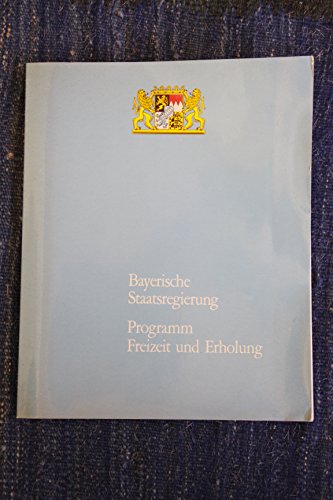 Bayerische
Staatsregierung
Programm
Freizeit und Erholung